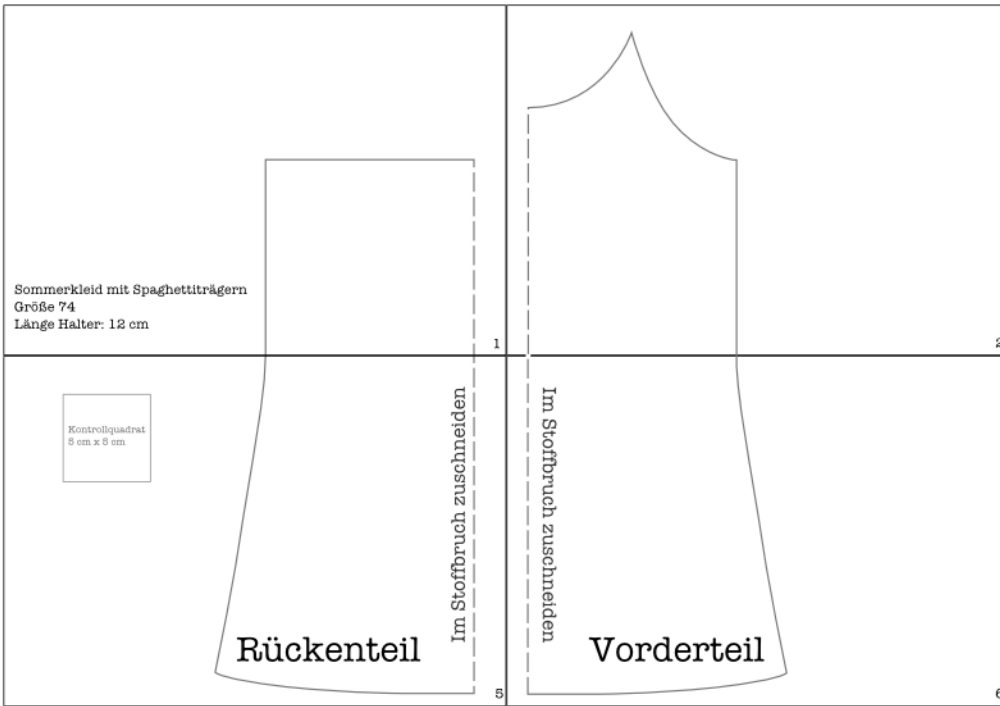 Sommerkleid mit Spaghettiträgern
Größe 74
Länge Halter: 12 cm
1
2
Kontrollquadrat
5 cm x 5 cm
Im Stoffbruch zuschneiden
Im Stoffbruch zuschneiden
Rückenteil
Vorderteil
5
6